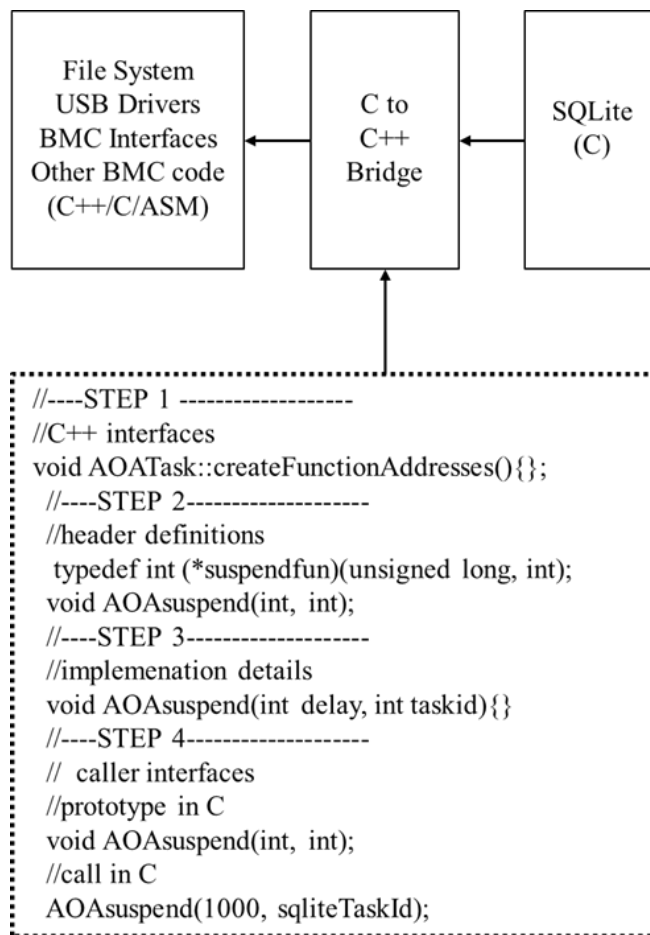 File System
USB Drivers
BMC Interfaces
Other BMC code
(C++/C/ASM)
C to
C++
Bridge
SQLite
(C)
//----STEP 1 -------------------
//C++ interfaces
void AOATask::createFunctionAddresses(){};
//----STEP 2--------------------
//header definitions
typedef int (*suspendfun)(unsigned long, int);
void AOAsuspend(int, int);
//----STEP 3--------------------
//implemenation details
void AOAsuspend(int delay, int taskid){}
//----STEP 4--------------------
// caller interfaces
//prototype in C
void AOAsuspend(int, int);
//call in C
AOAsuspend(1000, sqliteTaskId);